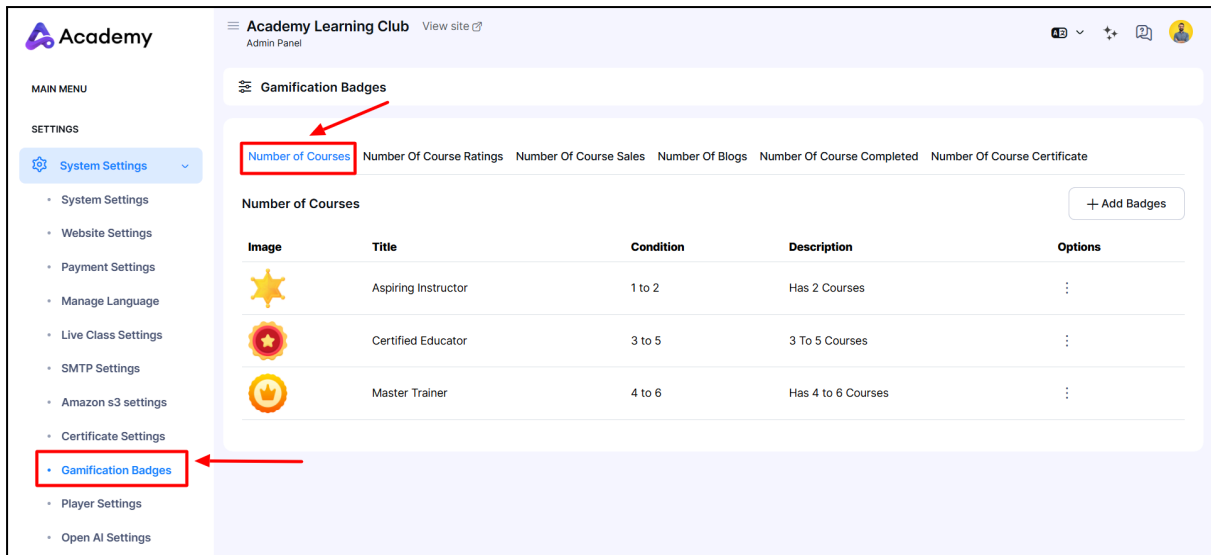 Academy
Academy Learning Club View site
Admin Panel
MAIN MENU
SETTINGS
System Settings
System Settings
Website Settings
Payment Settings
Manage Language
Live Class Settings
SMTP Settings
Amazon s3 settings
Certificate Settings
Gamification Badges
Player Settings
Open AI Settings
Gamification Badges
Number of Courses Number Of Course Ratings Number Of Course Sales Number Of Blogs Number Of Course Completed Number Of Course Certificate
Number of Courses + Add Badges
Image Title Condition Description Options
Aspiring Instructor 1 to 2 Has 2 Courses
Certified Educator 3 to 5 3 To 5 Courses
Master Trainer 4 to 6 Has 4 to 6 Courses